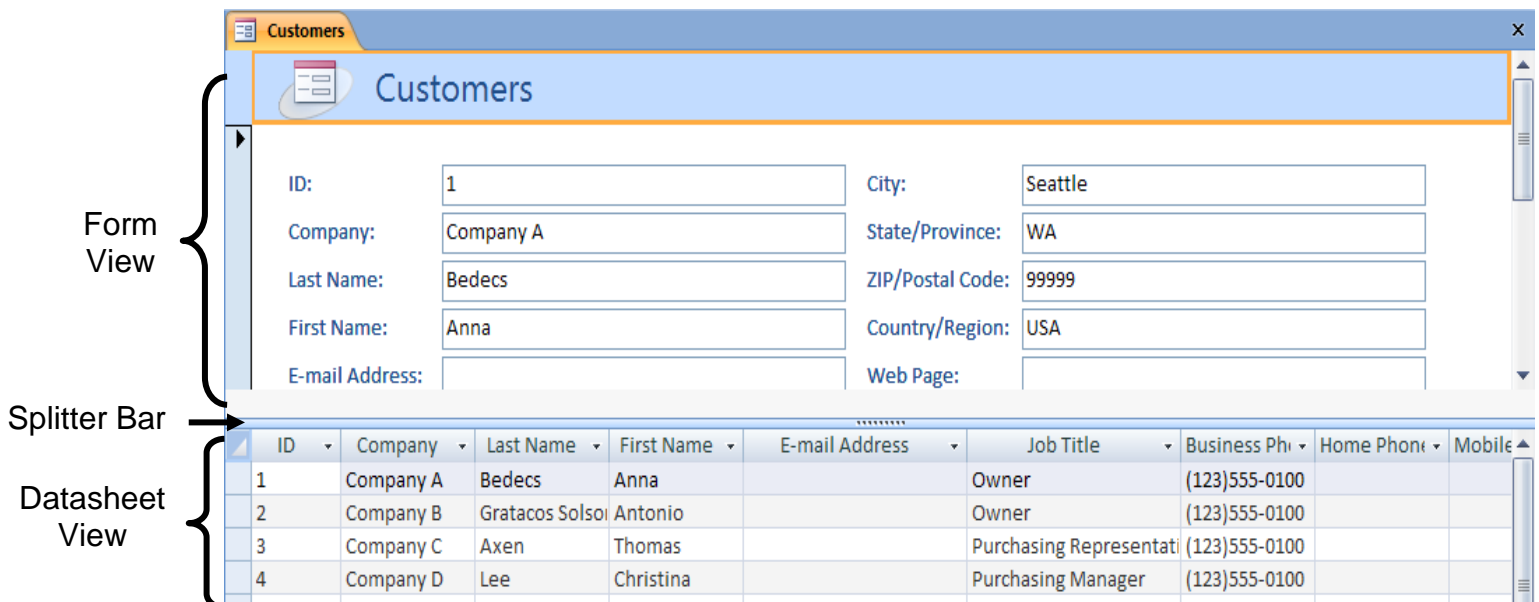 Customers
x
Customers
Form
View
ID: 1 City: Seattle
Company: Company A State/Province: WA
Last Name: Bedecs ZIP/Postal Code: 99999
First Name: Anna Country/Region: USA
E-mail Address: Web Page:
Splitter Bar
ID Company Last Name First Name E-mail Address Job Title Business Ph Home Phone Mobile
Datasheet
View
1 Company A Bedecs Anna Owner (123)555-0100
2 Company B Gratacos Solso Antonio Owner (123)555-0100
3 Company C Axen Thomas Purchasing Representati (123)555-0100
4 Company D Lee Christina Purchasing Manager (123)555-0100